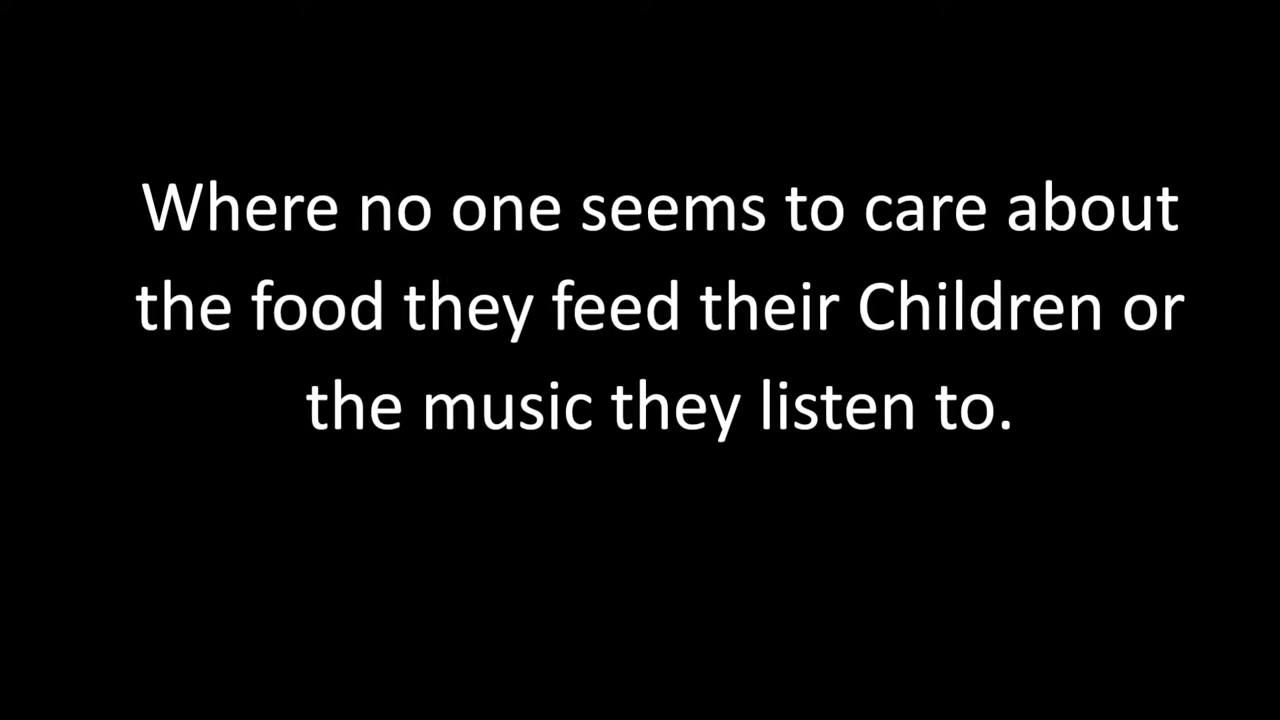 Where no one seems to care about
the food they feed their Children or
the music they listen to.